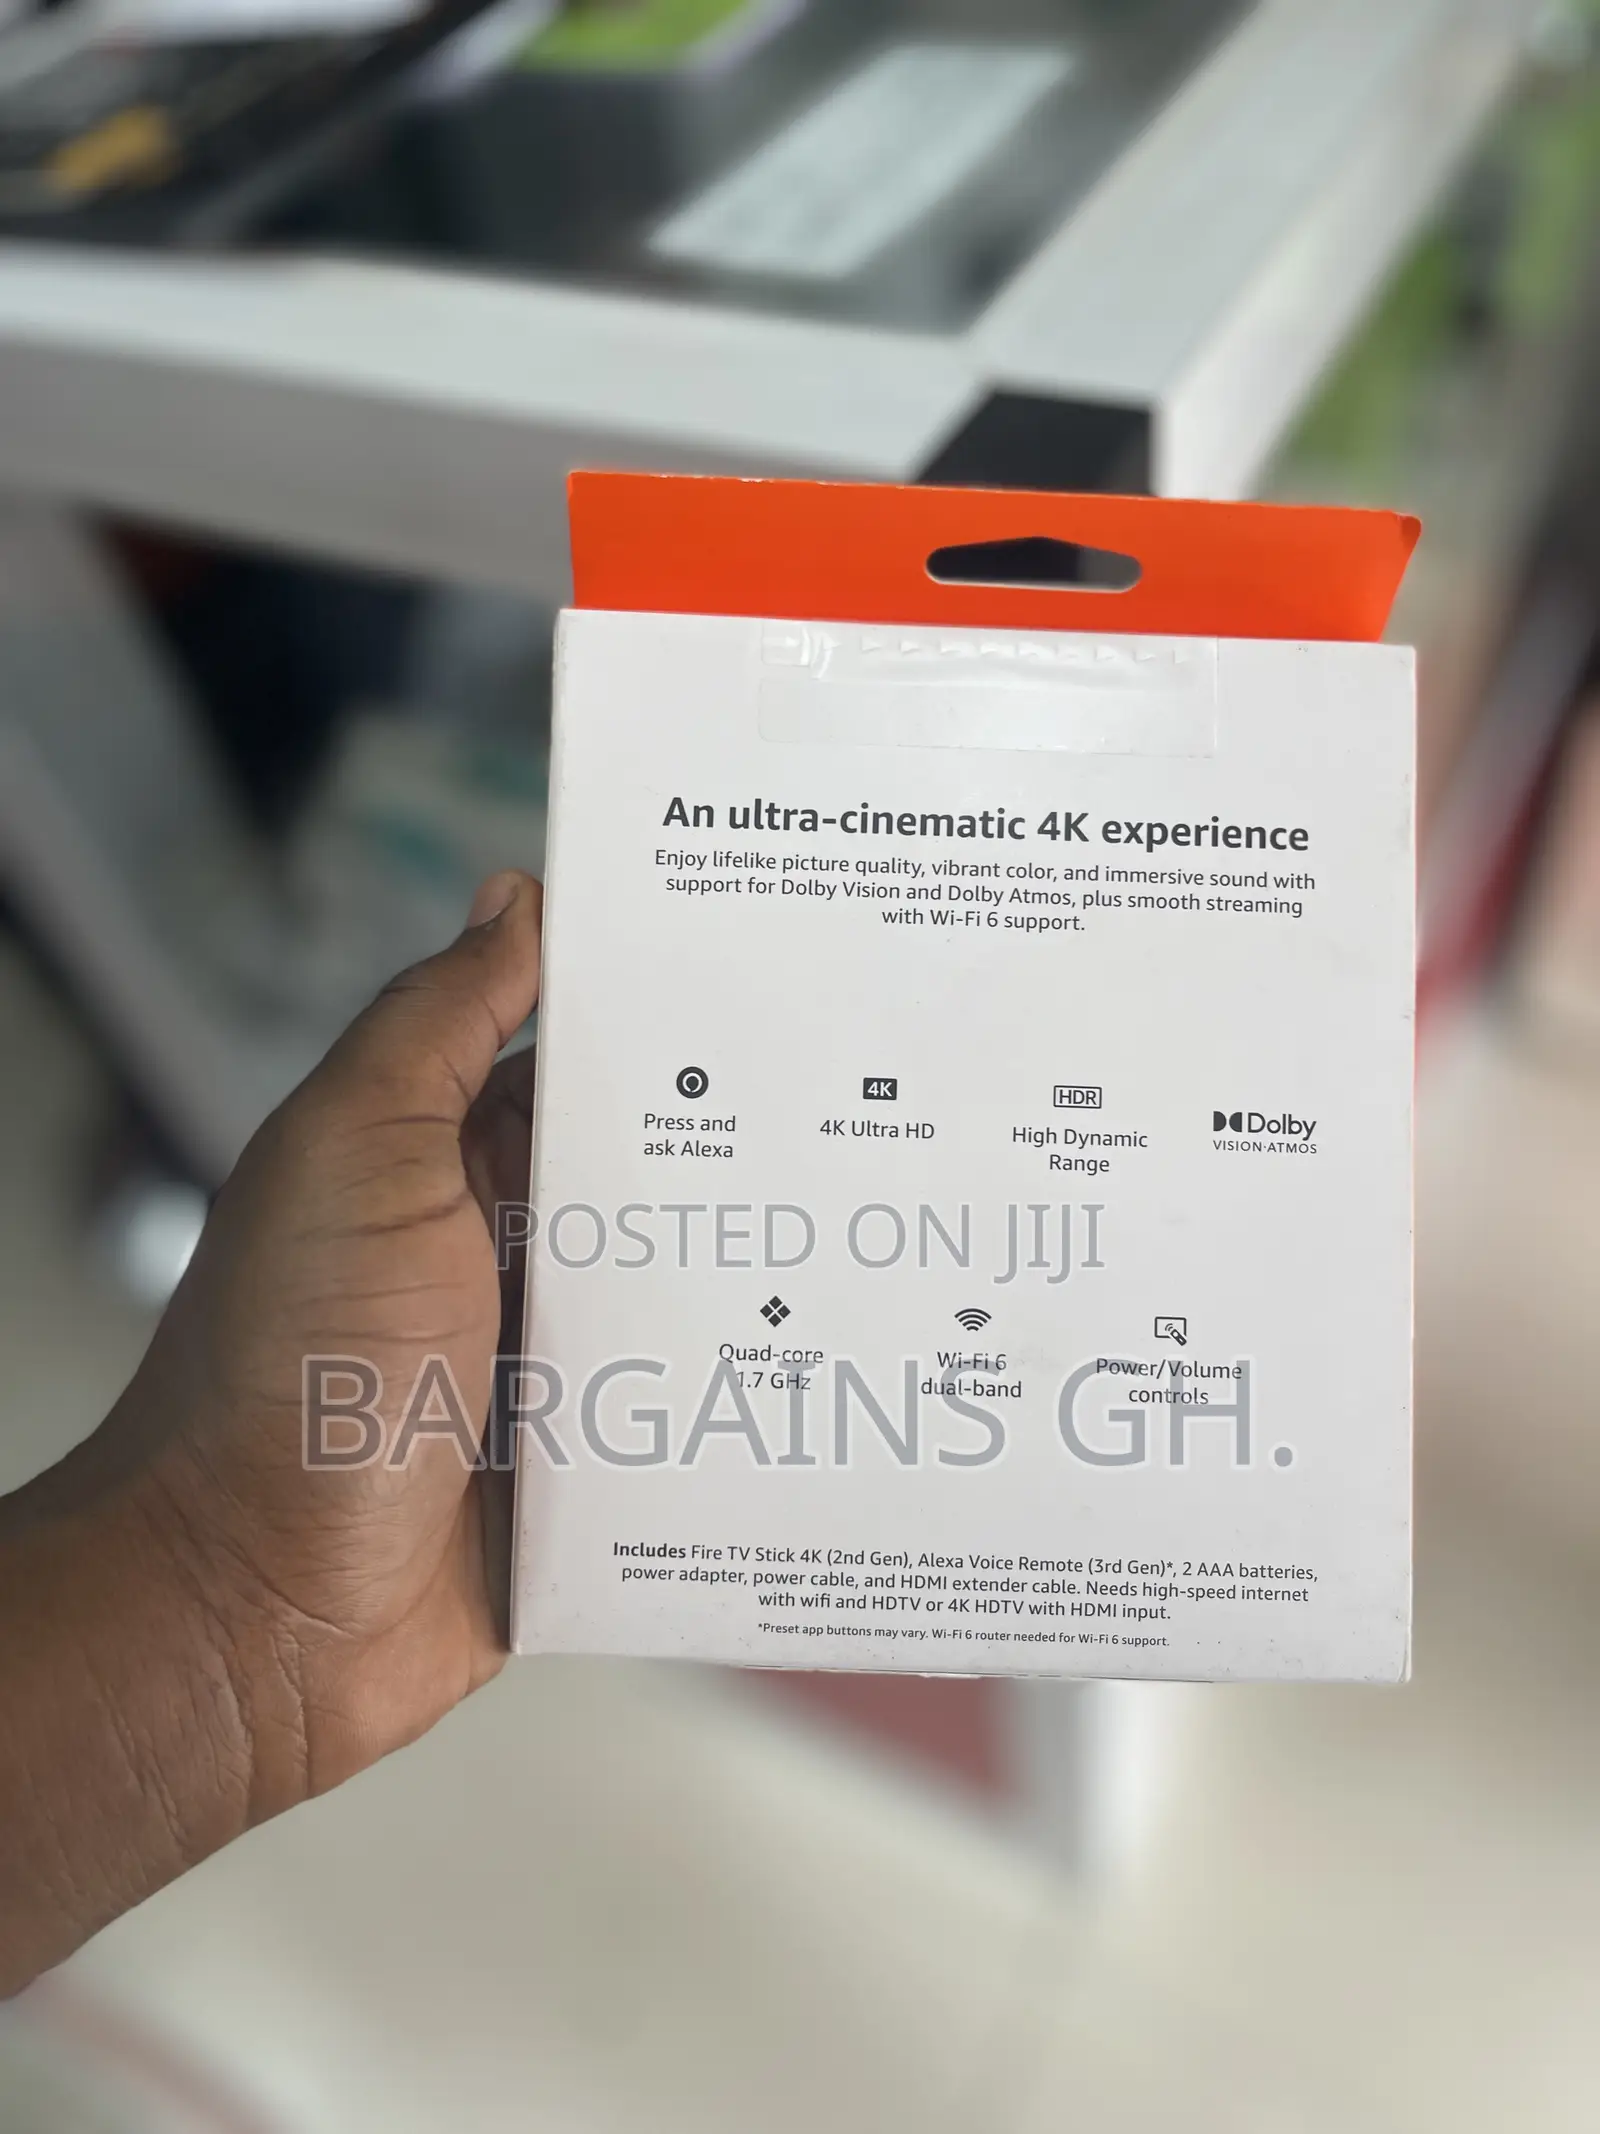 An ultra-cinematic 4K experience
Enjoy lifelike picture quality, vibrant color, and immersive sound with
support for Dolby Vision and Dolby Atmos, plus smooth streaming
with Wi-Fi 6 support.
Press and
ask Alexa
4K
4K Ultra HD
HDR
High Dynamic
Range
Dolby
VISION·ATMOS
POSTED ON JIJI
Quad-core
1.7 GHz
Wi-Fi 6
dual-band
Power/Volume
controls
BARGAINS GH.
Includes Fire TV Stick 4K (2nd Gen), Alexa Voice Remote (3rd Gen)*, 2 AAA batteries,
power adapter, power cable, and HDMI extender cable. Needs high-speed internet
with wifi and HDTV or 4K HDTV with HDMI input.
*Preset app buttons may vary. Wi-Fi 6 router needed for Wi-Fi 6 support.